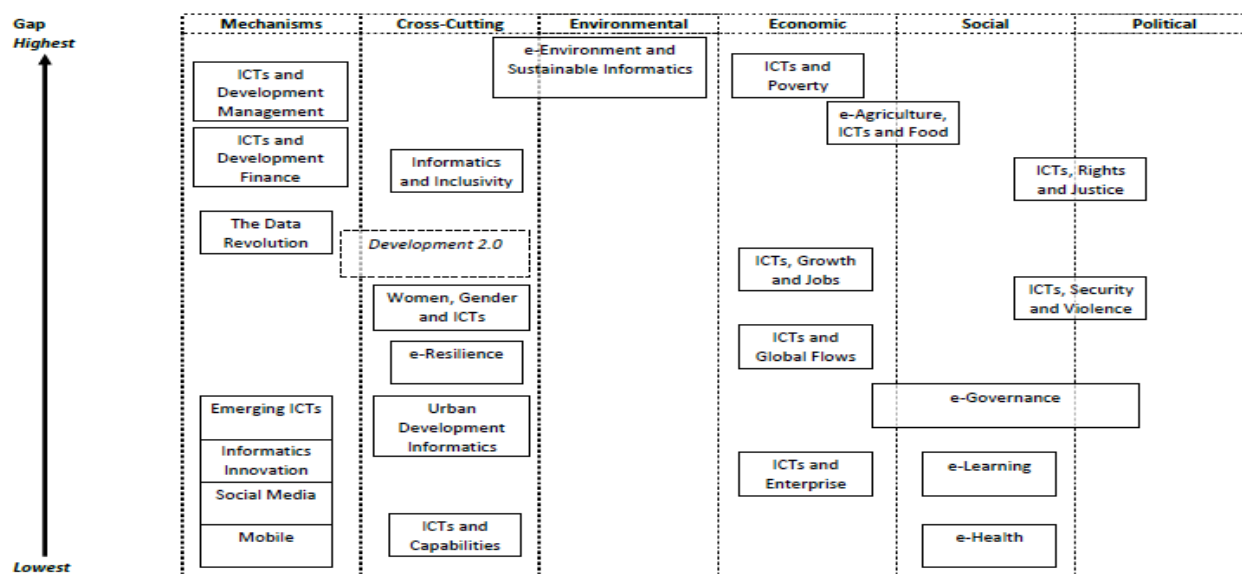 Gap
Highest
Mechanisms
Cross-Cutting
Environmental
Economic
Social
Political
e-Environment and
Sustainable Informatics
ICTs and
Poverty
ICTs and
Development
Management
e-Agriculture,
ICTs and Food
ICTs and
Development
Finance
Informatics
and Inclusivity
ICTs, Rights
and Justice
The Data
Revolution
Development 2.0
ICTs, Growth
and Jobs
Women, Gender
and ICTs
ICTs, Security
and Violence
e-Resilience
ICTs and
Global Flows
Emerging ICTs
Urban
Development
Informatics
e-Governance
Informatics
Innovation
ICTs and
Enterprise
e-Learning
Social Media
Mobile
ICTs and
Capabilities
e-Health
Lowest